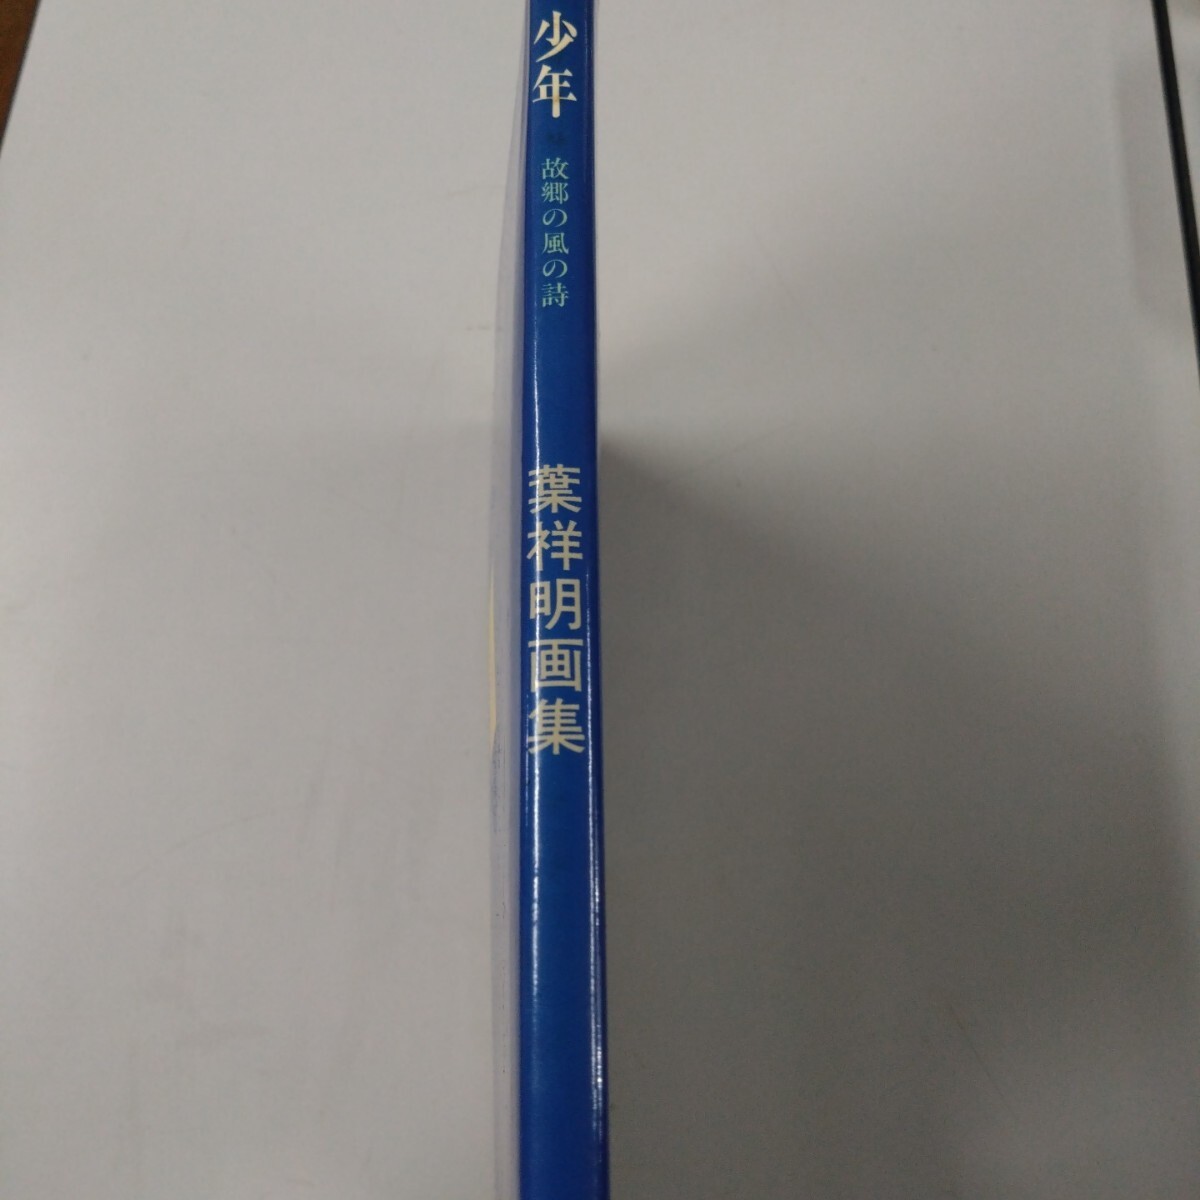 少年
故郷の風の詩
葉祥明画集